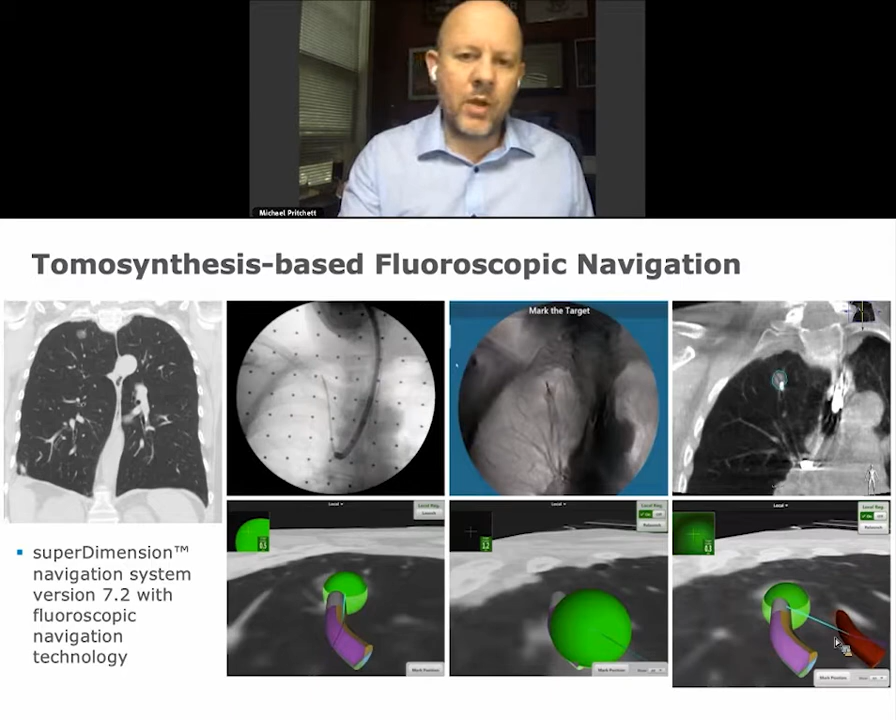 Michael Pritchett
Tomosynthesis-based Fluoroscopic Navigation
Mark the Target
superDimension™
navigation system
version 7.2 with
fluoroscopic
navigation
technology
Local
Local Reg.
Mark Position
Local
Local Reg.
Mark Position
Local
Local Reg.
Mark Position